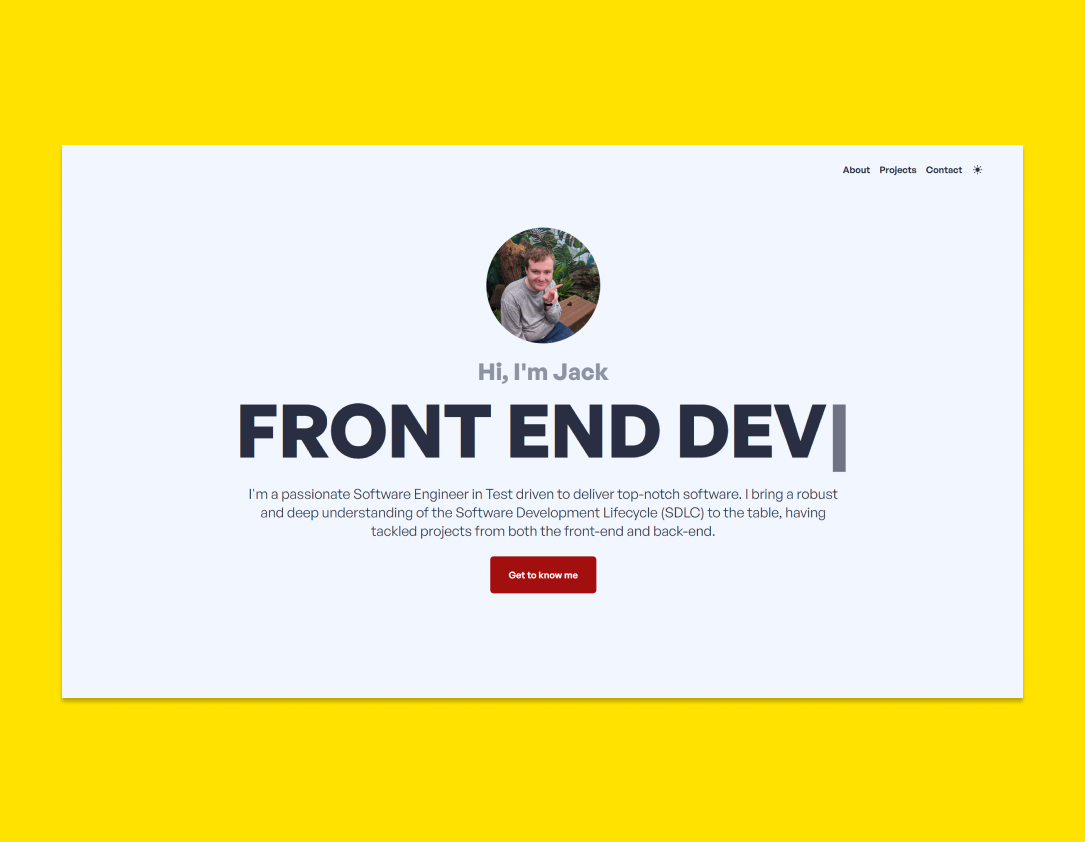 About Projects Contact
Hi, I'm Jack
FRONT END DEV
I'm a passionate Software Engineer in Test driven to deliver top-notch software. I bring a robust
and deep understanding of the Software Development Lifecycle (SDLC) to the table, having
tackled projects from both the front-end and back-end.
Get to know me